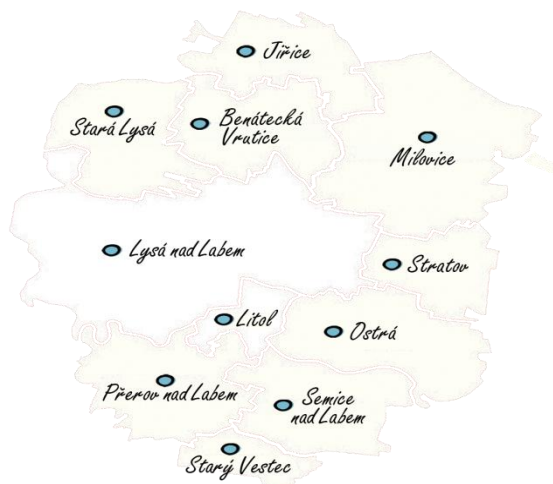 Jiřice
Stará Lysá
Benátecká
Vrutice
Milovice
Lysá nad Labem
Stratov
Litol
Ostrá
Přerov nad Labem
Semice
nad Labem
Starý Vestec